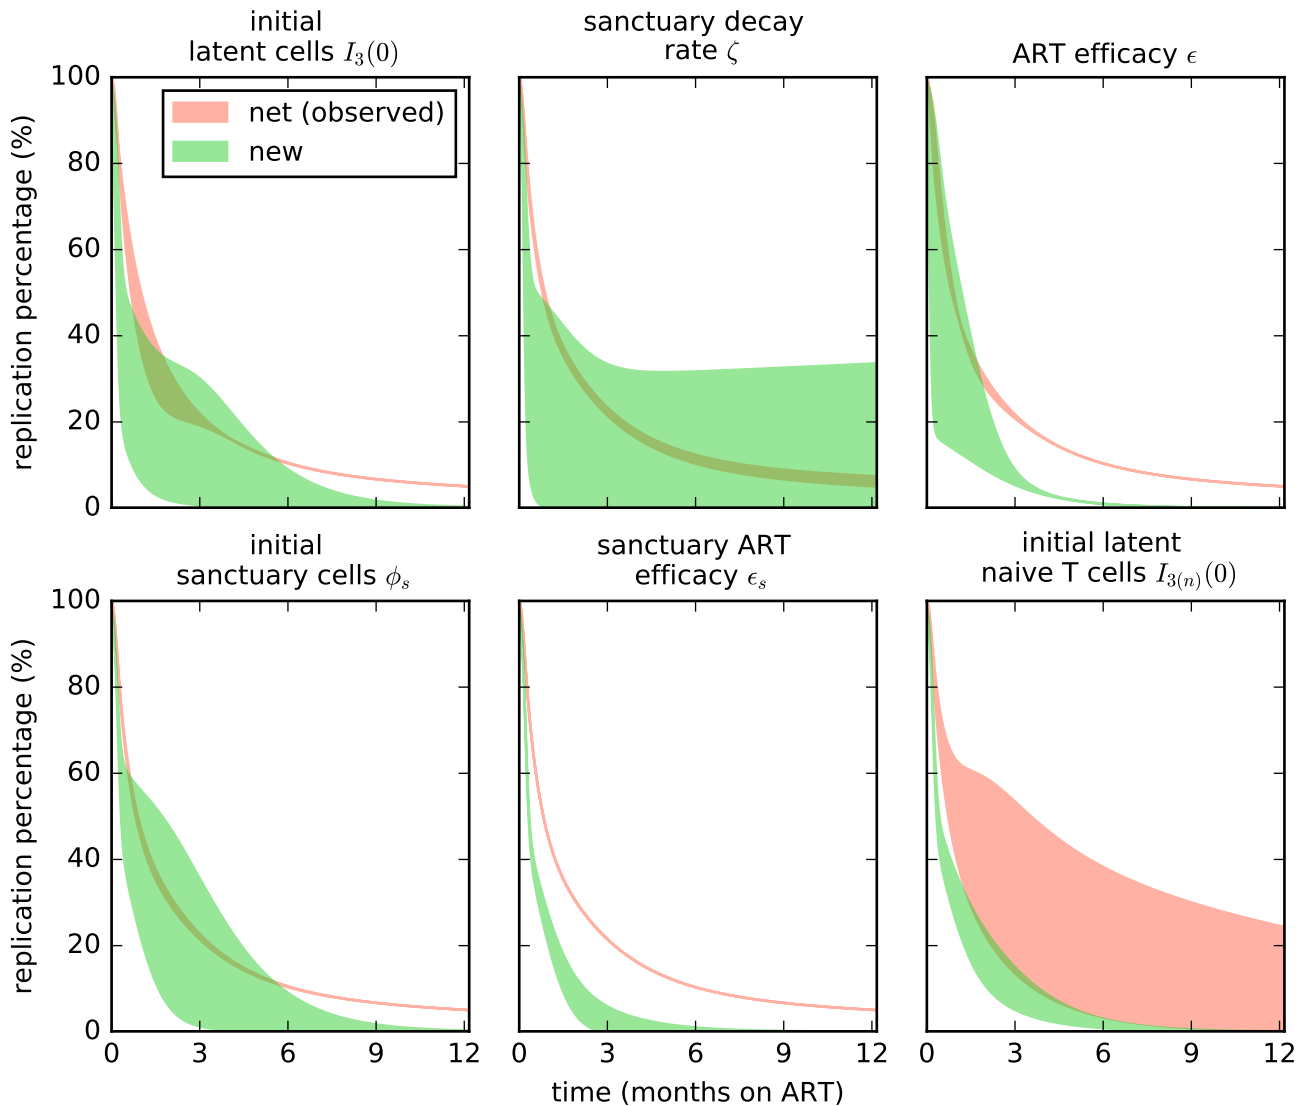 initial
latent cells I₃(0)
sanctuary decay
rate ζ
ART efficacy ϵ
replication percentage (%)
100
80
60
40
20
0
net (observed)
new
initial
sanctuary cells ϕₛ
sanctuary ART
efficacy ϵₛ
initial latent
naive T cells I₃₍ₙ₎(0)
replication percentage (%)
100
80
60
40
20
0
0 3 6 9 12
0 3 6 9 12
0 3 6 9 12
time (months on ART)